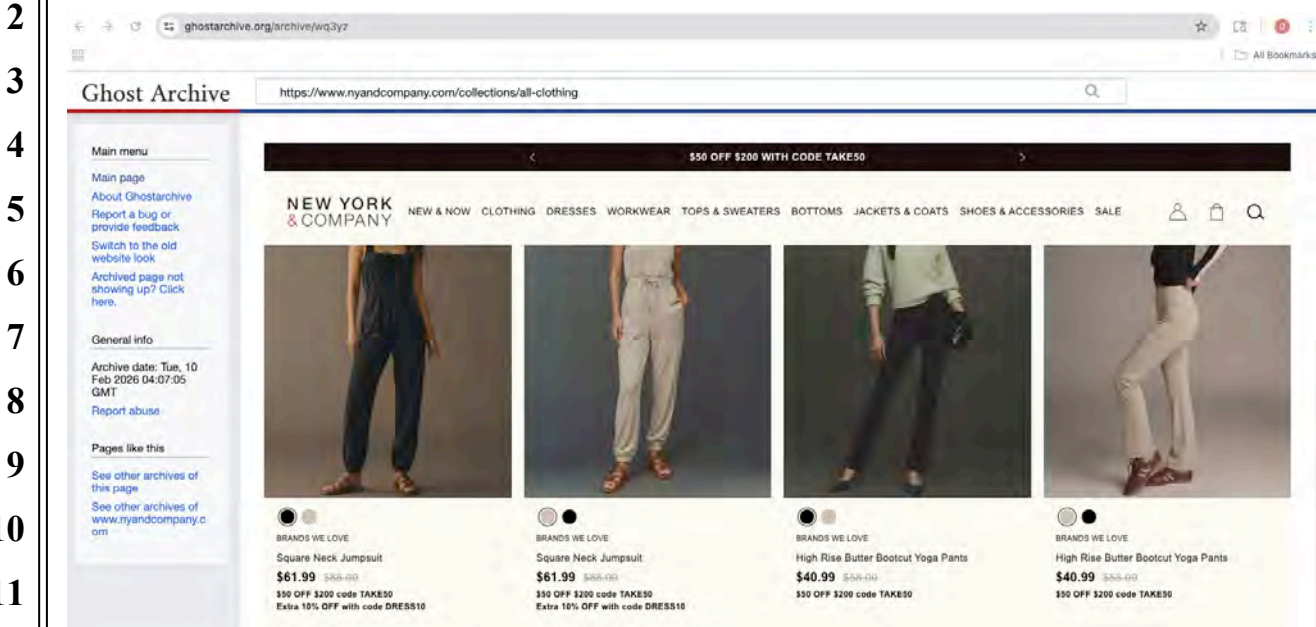 2
ghostarchive.org/archive/wq3yz
All Bookmarks
3
Ghost Archive
https://www.nyandcompany.com/collections/all-clothing
4
Main menu
$50 OFF $200 WITH CODE TAKE50
Main page
About Ghostarchive
5
Report a bug or
provide feedback
NEW YORK
& COMPANY
NEW & NOW CLOTHING DRESSES WORKWEAR TOPS & SWEATERS BOTTOMS JACKETS & COATS SHOES & ACCESSORIES SALE
Switch to the old
website look
6
Archived page not
showing up? Click
here.
7
General info
Archive date: Tue, 10
Feb 2026 04:07:05
GMT
8
Report abuse
Pages like this
9
See other archives of
this page
See other archives of
www.nyandcompany.c
om
10
BRANDS WE LOVE
Square Neck Jumpsuit
$61.99 $88.00
$50 OFF $200 code TAKE50
Extra 10% OFF with code DRESS10
BRANDS WE LOVE
Square Neck Jumpsuit
$61.99 $88.00
$50 OFF $200 code TAKE50
Extra 10% OFF with code DRESS10
BRANDS WE LOVE
High Rise Butter Bootcut Yoga Pants
$40.99 $58.00
$50 OFF $200 code TAKE50
BRANDS WE LOVE
High Rise Butter Bootcut Yoga Pants
$40.99 $58.00
$50 OFF $200 code TAKE50
11